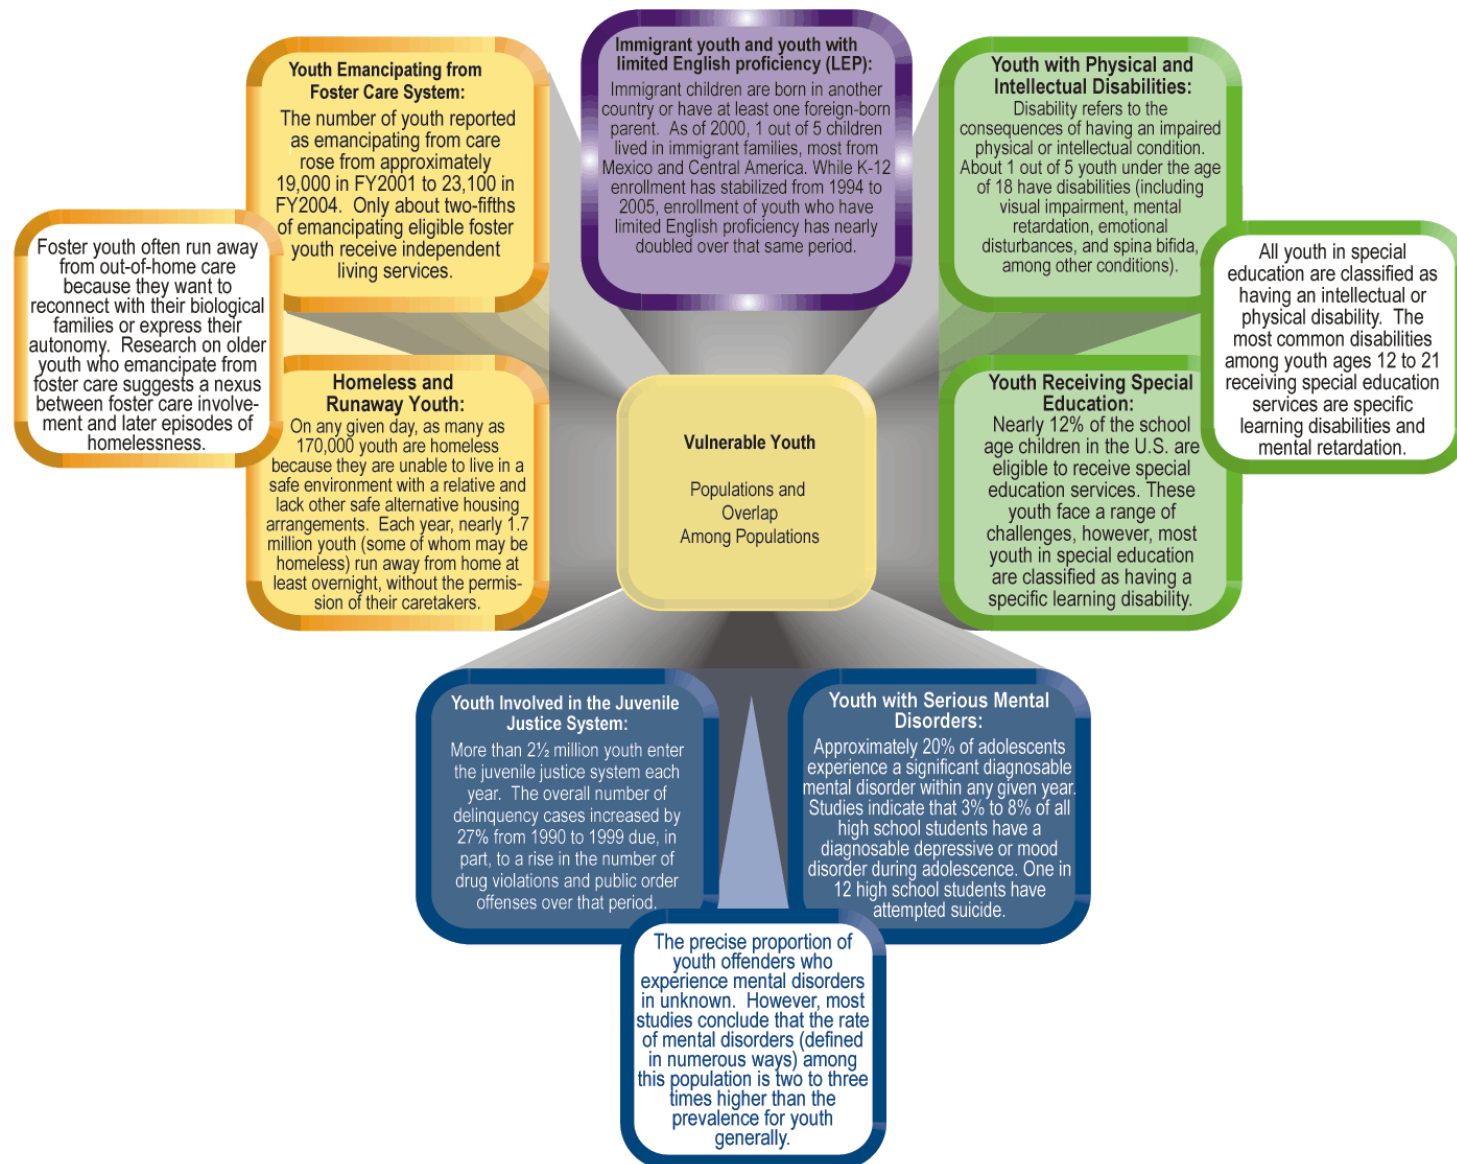 Youth Emancipating from
Foster Care System:
The number of youth reported
as emancipating from care
rose from approximately
19,000 in FY2001 to 23,100 in
FY2004. Only about two-fifths
of emancipating eligible foster
youth receive independent
living services.
Immigrant youth and youth with
limited English proficiency (LEP):
Immigrant children are born in another
country or have at least one foreign-born
parent. As of 2000, 1 out of 5 children
lived in immigrant families, most from
Mexico and Central America. While K-12
enrollment has stabilized from 1994 to
2005, enrollment of youth who have
limited English proficiency has nearly
doubled over that same period.
Youth with Physical and
Intellectual Disabilities:
Disability refers to the
consequences of having an impaired
physical or intellectual condition.
About 1 out of 5 youth under the age
of 18 have disabilities (including
visual impairment, mental
retardation, emotional
disturbances, and spina bifida,
among other conditions).
Foster youth often run away
from out-of-home care
because they want to
reconnect with their biological
families or express their
autonomy. Research on older
youth who emancipate from
foster care suggests a nexus
between foster care involve-
ment and later episodes of
homelessness.
All youth in special
education are classified as
having an intellectual or
physical disability. The
most common disabilities
among youth ages 12 to 21
receiving special education
services are specific
learning disabilities and
mental retardation.
Homeless and
Runaway Youth:
On any given day, as many as
170,000 youth are homeless
because they are unable to live in a
safe environment with a relative and
lack other safe alternative housing
arrangements. Each year, nearly 1.7
million youth (some of whom may be
homeless) run away from home at
least overnight, without the permis-
sion of their caretakers.
Vulnerable Youth
Populations and
Overlap
Among Populations
Youth Receiving Special
Education:
Nearly 12% of the school
age children in the U.S. are
eligible to receive special
education services. These
youth face a range of
challenges, however, most
youth in special education
are classified as having a
specific learning disability.
Youth Involved in the Juvenile
Justice System:
More than 2½ million youth enter
the juvenile justice system each
year. The overall number of
delinquency cases increased by
27% from 1990 to 1999 due, in
part, to a rise in the number of
drug violations and public order
offenses over that period.
Youth with Serious Mental
Disorders:
Approximately 20% of adolescents
experience a significant diagnosable
mental disorder within any given year.
Studies indicate that 3% to 8% of all
high school students have a
diagnosable depressive or mood
disorder during adolescence. One in
12 high school students have
attempted suicide.
The precise proportion of
youth offenders who
experience mental disorders
in unknown. However, most
studies conclude that the rate
of mental disorders (defined
in numerous ways) among
this population is two to three
times higher than the
prevalence for youth
generally.